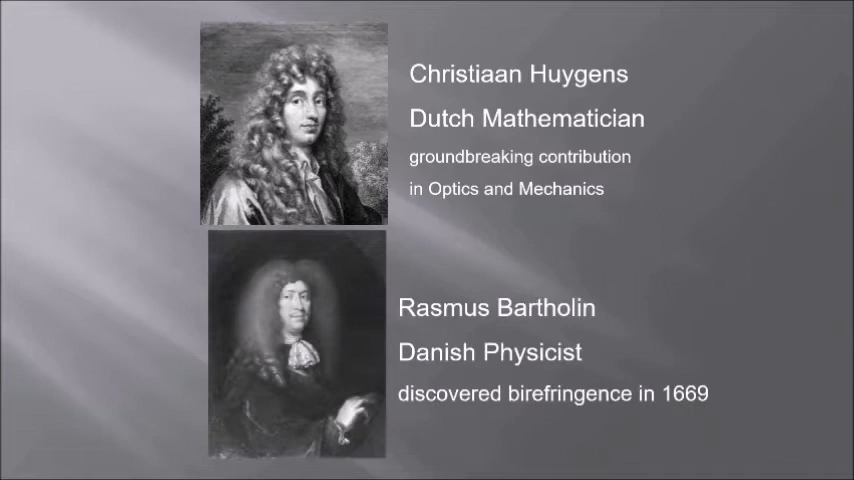 Christiaan Huygens
Dutch Mathematician
groundbreaking contribution
in Optics and Mechanics
Rasmus Bartholin
Danish Physicist
discovered birefringence in 1669